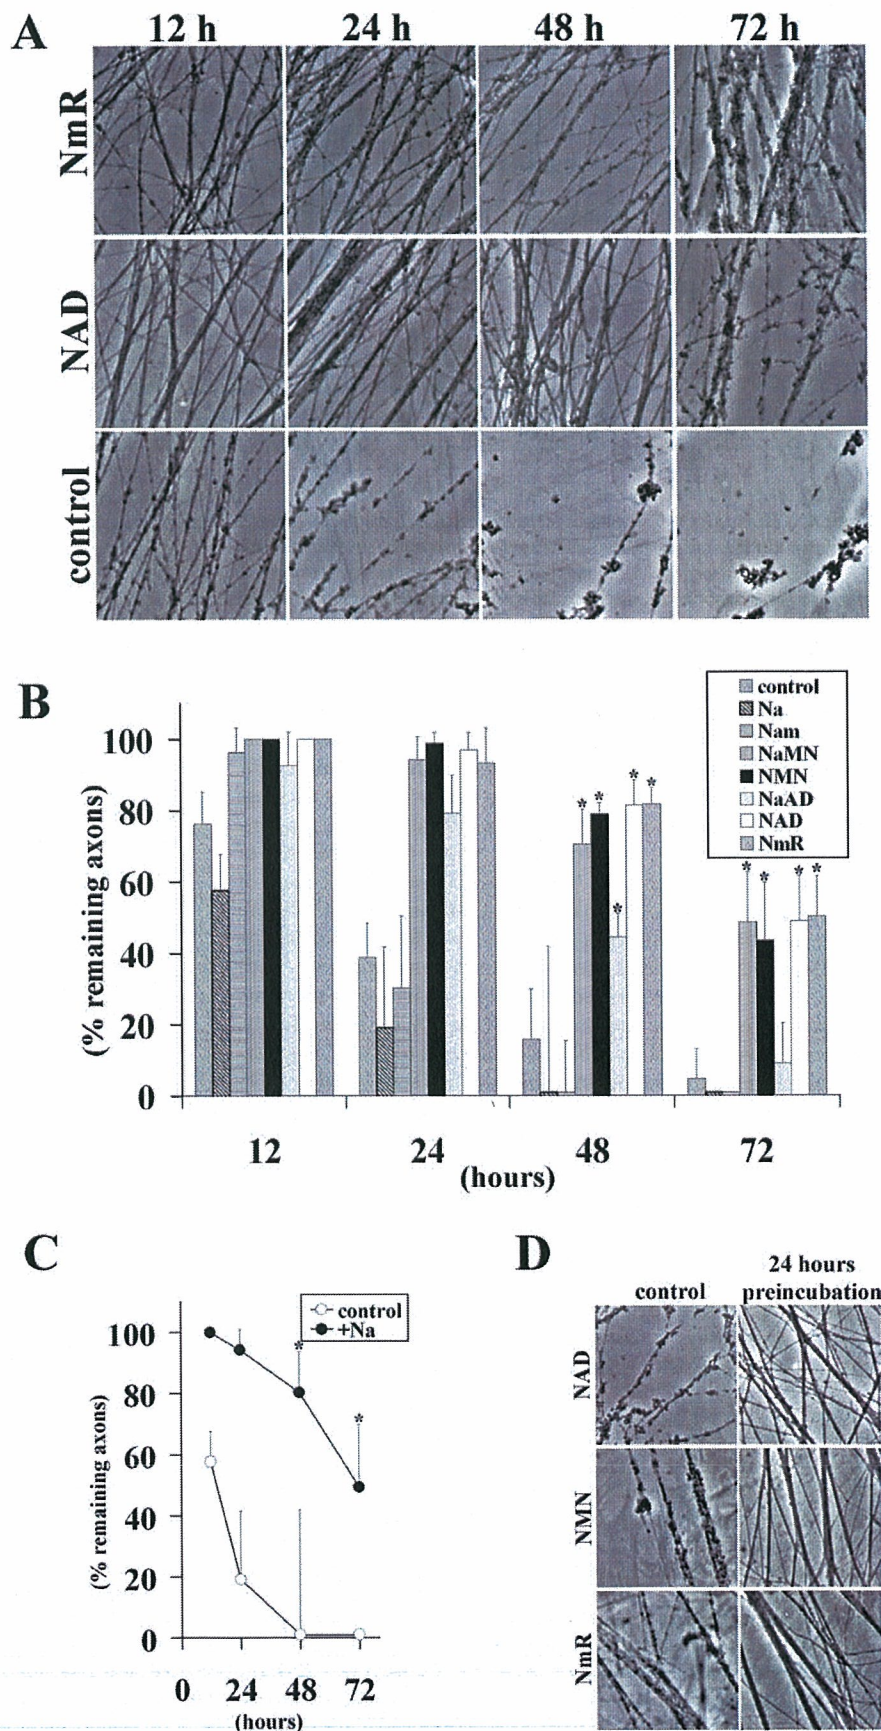 A
12 h 24 h 48 h 72 h
NmR
NAD
control
B
(% remaining axons)
100
80
60
40
20
0
control
Na
Nam
NaMN
NMN
NaAD
NAD
NmR
* * * * *
* * * *
12 24 48 72
(hours)
C
(% remaining axons)
100
80
60
40
20
0
control
+Na
*
*
0 24 48 72
(hours)
D
control
24 hours
preincubation
NAD
NMN
NmR